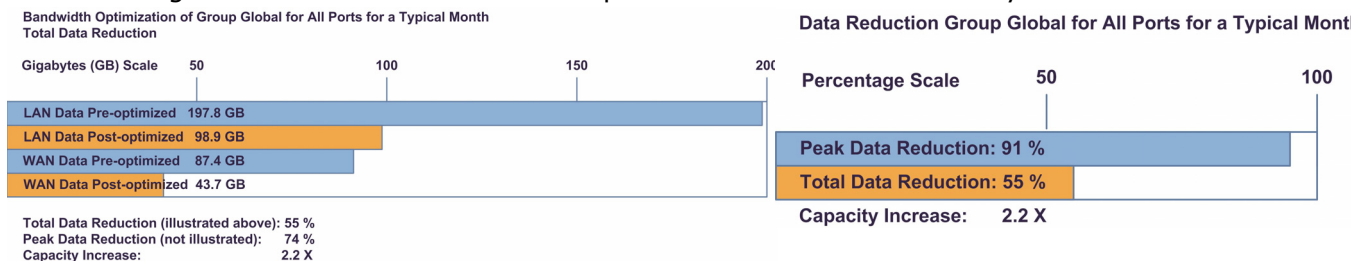 Bandwidth Optimization of Group Global for All Ports for a Typical Month
Total Data Reduction
Gigabytes (GB) Scale 50 100 150 200
LAN Data Pre-optimized 197.8 GB
LAN Data Post-optimized 98.9 GB
WAN Data Pre-optimized 87.4 GB
WAN Data Post-optimized 43.7 GB
Total Data Reduction (illustrated above): 55 %
Peak Data Reduction (not illustrated): 74 %
Capacity Increase: 2.2 X
Data Reduction Group Global for All Ports for a Typical Month
Percentage Scale 50 100
Peak Data Reduction: 91 %
Total Data Reduction: 55 %
Capacity Increase: 2.2 X